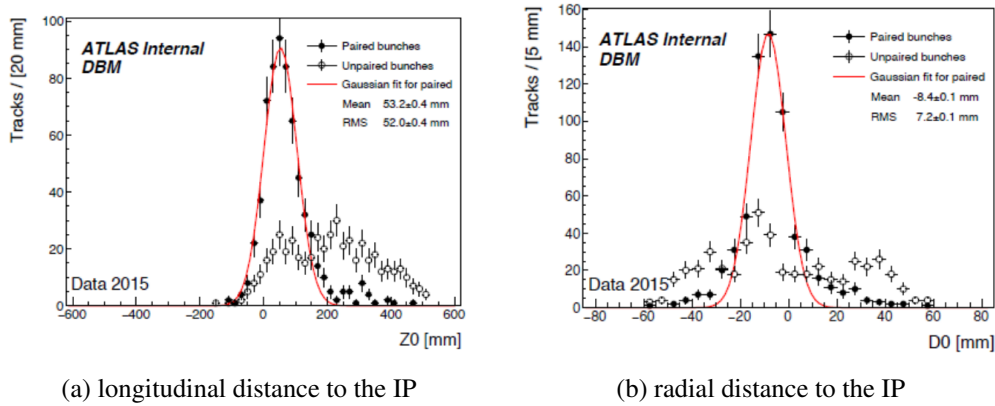 Tracks / [20 mm]
100
80
60
40
20
0
ATLAS Internal
DBM
Paired bunches
Unpaired bunches
Gaussian fit for paired
Mean 53.2±0.4 mm
RMS 52.0±0.4 mm
Data 2015
−600 −400 −200 0 200 400 600
Z0 [mm]
(a) longitudinal distance to the IP
Tracks / [5 mm]
160
140
120
100
80
60
40
20
0
ATLAS Internal
DBM
Paired bunches
Unpaired bunches
Gaussian fit for paired
Mean -8.4±0.1 mm
RMS 7.2±0.1 mm
Data 2015
−80 −60 −40 −20 0 20 40 60 80
D0 [mm]
(b) radial distance to the IP